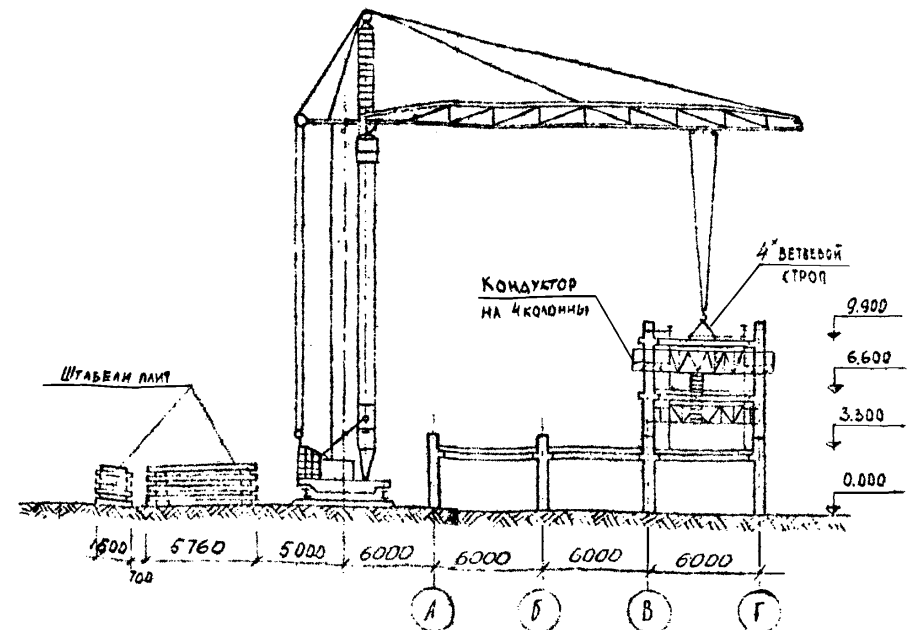 4ˣ ВЕТВЕВОЙ
СТРОП
КОНДУКТОР
НА 4 КОЛОННЫ
9.900
6.600
ШТАБЕЛИ ПЛИТ
3.300
0.000
1500
700
5760
5000
6000
6000
6000
6000
А
Б
В
Г